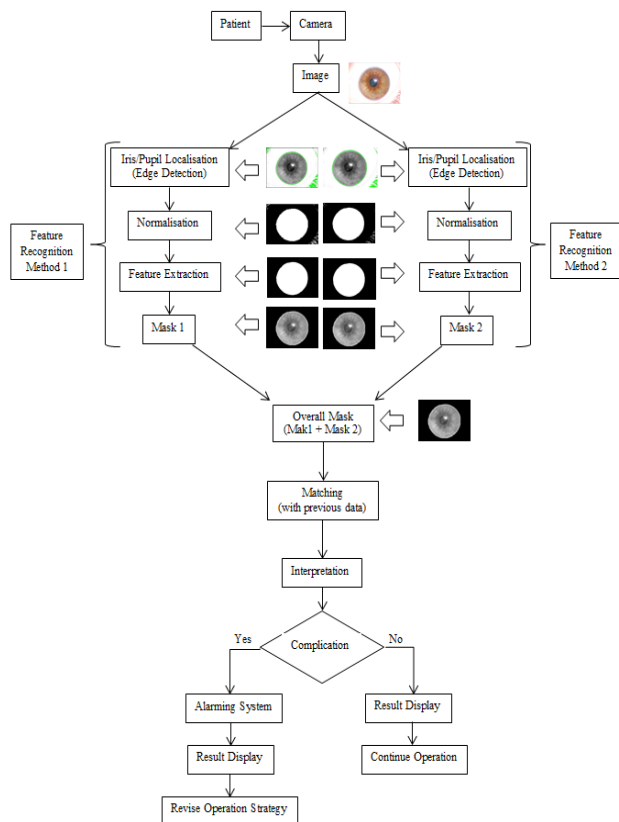 Patient
Camera
Image
Iris/Pupil Localisation
(Edge Detection)
Iris/Pupil Localisation
(Edge Detection)
Normalisation
Normalisation
Feature
Recognition
Method 1
Feature
Recognition
Method 2
Feature Extraction
Feature Extraction
Mask 1
Mask 2
Overall Mask
(Mak1 + Mask 2)
Matching
(with previous data)
Interpretation
Yes
Complication
No
Alarming System
Result Display
Result Display
Continue Operation
Revise Operation Strategy